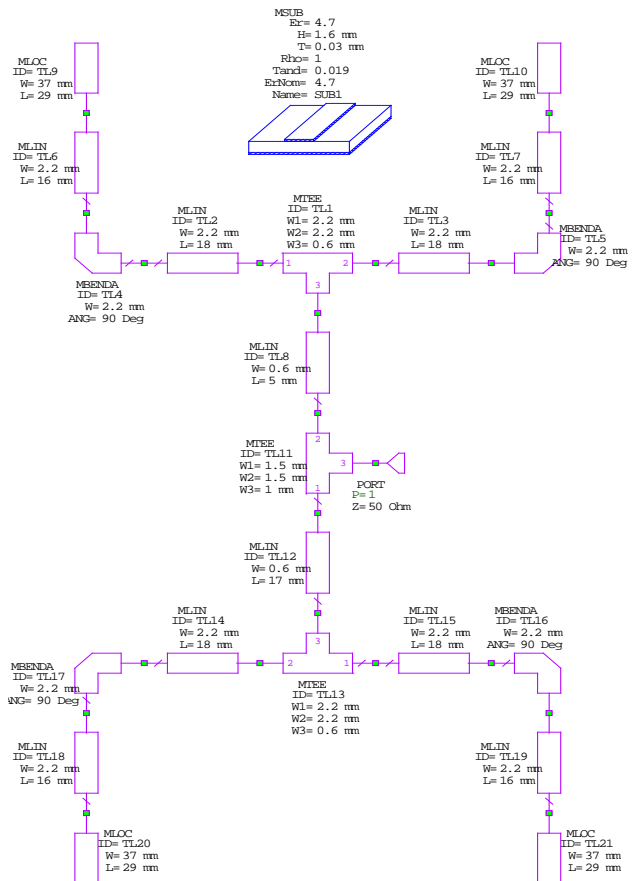 MSUB
Er= 4.7
H= 1.6 mm
T= 0.03 mm
Rho= 1
Tand= 0.019
ErNom= 4.7
Name= SUB1
MLOC
ID= TL9
W= 37 mm
L= 29 mm
MLOC
ID= TL10
W= 37 mm
L= 29 mm
MLIN
ID= TL6
W= 2.2 mm
L= 16 mm
MLIN
ID= TL7
W= 2.2 mm
L= 16 mm
MLIN
ID= TL2
W= 2.2 mm
L= 18 mm
MTEE
ID= TL1
W1= 2.2 mm
W2= 2.2 mm
W3= 0.6 mm
MLIN
ID= TL3
W= 2.2 mm
L= 18 mm
MBENDA
ID= TL5
W= 2.2 mm
ANG= 90 Deg
1
2
3
MBENDA
ID= TL4
W= 2.2 mm
ANG= 90 Deg
MLIN
ID= TL8
W= 0.6 mm
L= 5 mm
MTEE
ID= TL11
W1= 1.5 mm
W2= 1.5 mm
W3= 1 mm
2
3
1
PORT
P= 1
Z= 50 Ohm
MLIN
ID= TL12
W= 0.6 mm
L= 17 mm
MLIN
ID= TL14
W= 2.2 mm
L= 18 mm
MLIN
ID= TL15
W= 2.2 mm
L= 18 mm
MBENDA
ID= TL16
W= 2.2 mm
ANG= 90 Deg
3
2
1
MBENDA
ID= TL17
W= 2.2 mm
ANG= 90 Deg
MTEE
ID= TL13
W1= 2.2 mm
W2= 2.2 mm
W3= 0.6 mm
MLIN
ID= TL18
W= 2.2 mm
L= 16 mm
MLIN
ID= TL19
W= 2.2 mm
L= 16 mm
MLOC
ID= TL20
W= 37 mm
L= 29 mm
MLOC
ID= TL21
W= 37 mm
L= 29 mm